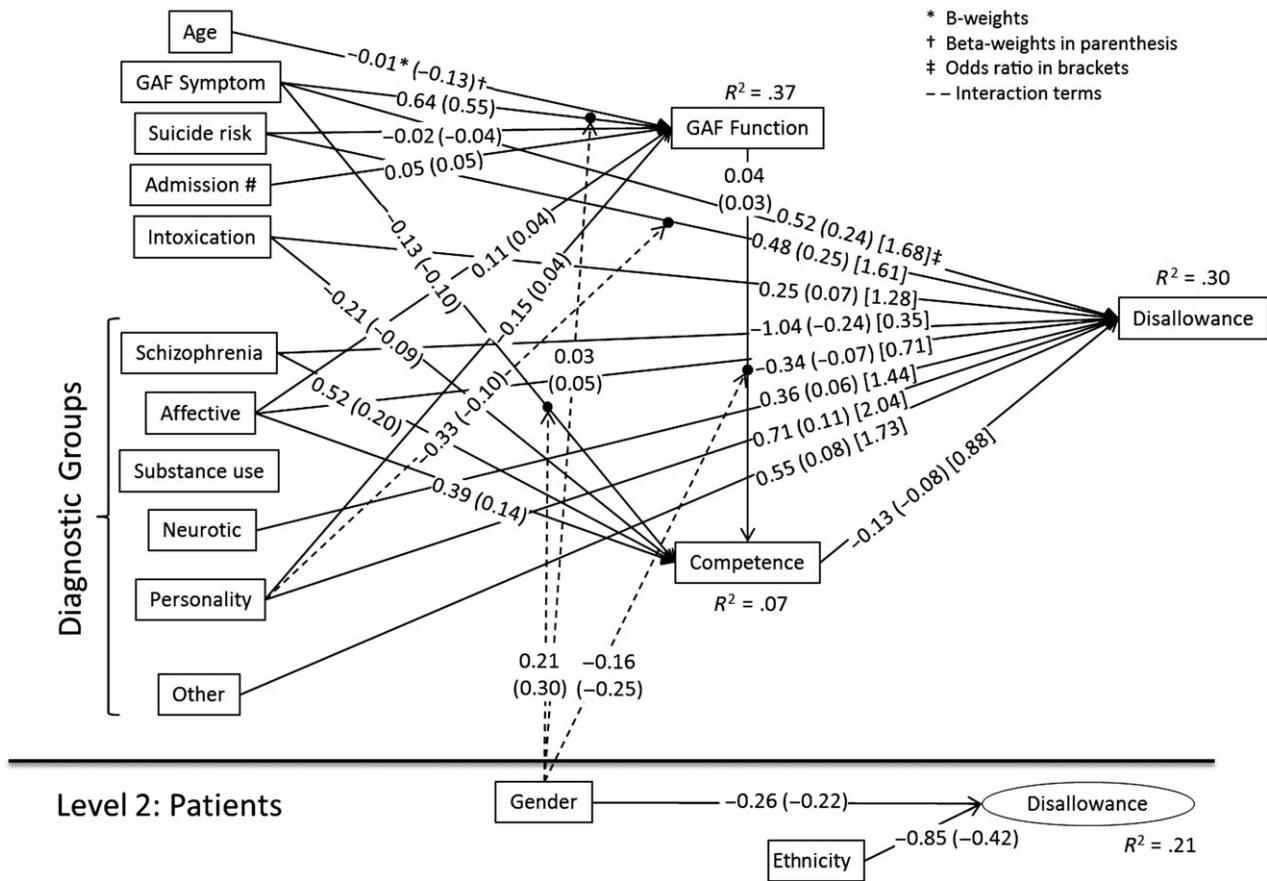 * B-weights
† Beta-weights in parenthesis
‡ Odds ratio in brackets
– – Interaction terms
Age
GAF Symptom
Suicide risk
Admission #
Intoxication
Diagnostic Groups
Schizophrenia
Affective
Substance use
Neurotic
Personality
Other
−0.01* (−0.13)†
0.64 (0.55)
−0.02 (−0.04)
0.05 (0.05)
R² = .37
GAF Function
0.04
(0.03)
−0.13 (−0.10)
0.11 (0.04)
−0.15 (0.04)
−0.21 (−0.09)
0.52 (0.20)
−0.33 (−0.10)
0.39 (0.14)
0.03
(0.05)
0.52 (0.24) [1.68]‡
0.48 (0.25) [1.61]
0.25 (0.07) [1.28]
−1.04 (−0.24) [0.35]
−0.34 (−0.07) [0.71]
0.36 (0.06) [1.44]
0.71 (0.11) [2.04]
0.55 (0.08) [1.73]
−0.13 (−0.08) [0.88]
R² = .30
Disallowance
Competence
R² = .07
0.21
(0.30)
−0.16
(−0.25)
Level 2: Patients
Gender
−0.26 (−0.22)
Disallowance
Ethnicity
−0.85 (−0.42)
R² = .21